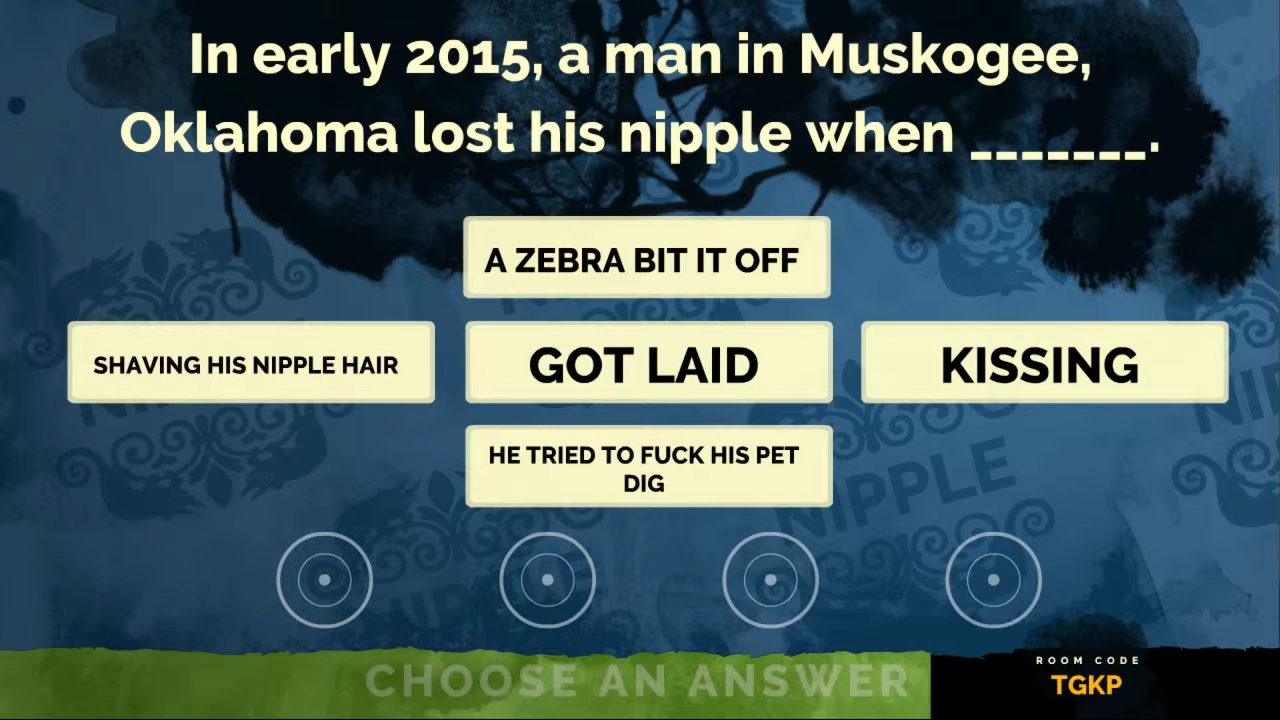 In early 2015, a man in Muskogee,
Oklahoma lost his nipple when _______.
A ZEBRA BIT IT OFF
SHAVING HIS NIPPLE HAIR
GOT LAID
KISSING
HE TRIED TO FUCK HIS PET
DIG
NIPPLE
CHOOSE AN ANSWER
ROOM CODE
TGKP